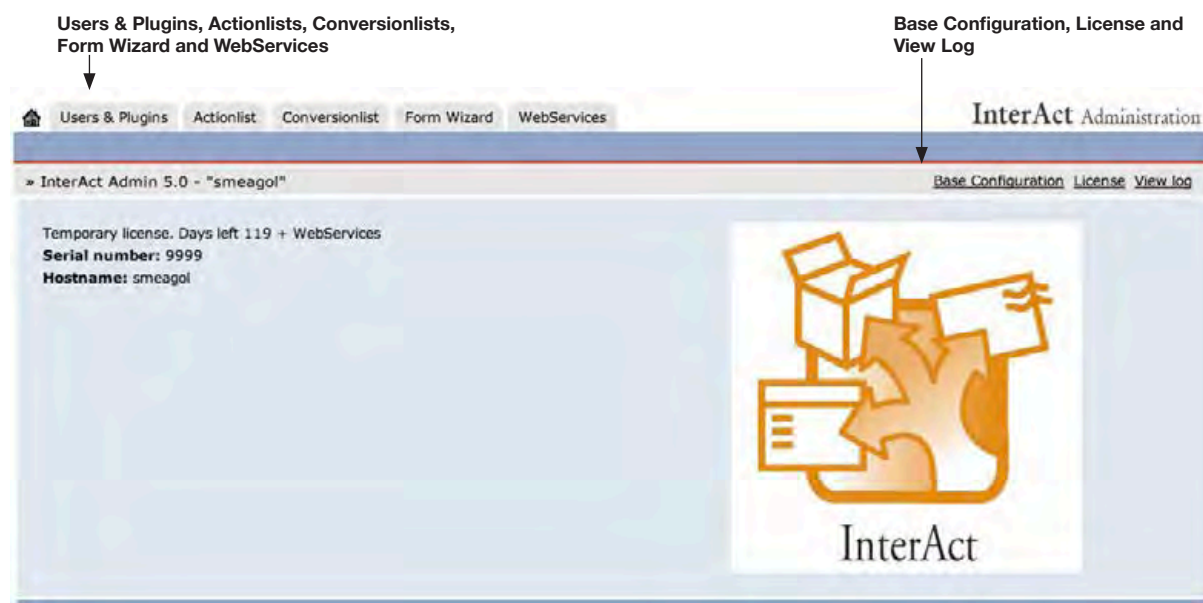 Users & Plugins, Actionlists, Conversionlists,
Form Wizard and WebServices
Base Configuration, License and
View Log
Users & Plugins Actionlist Conversionlist Form Wizard WebServices
InterAct Administration
» InterAct Admin 5.0 - "smeagol"
Base Configuration License View log
Temporary license. Days left 119 + WebServices
Serial number: 9999
Hostname: smeagol
InterAct